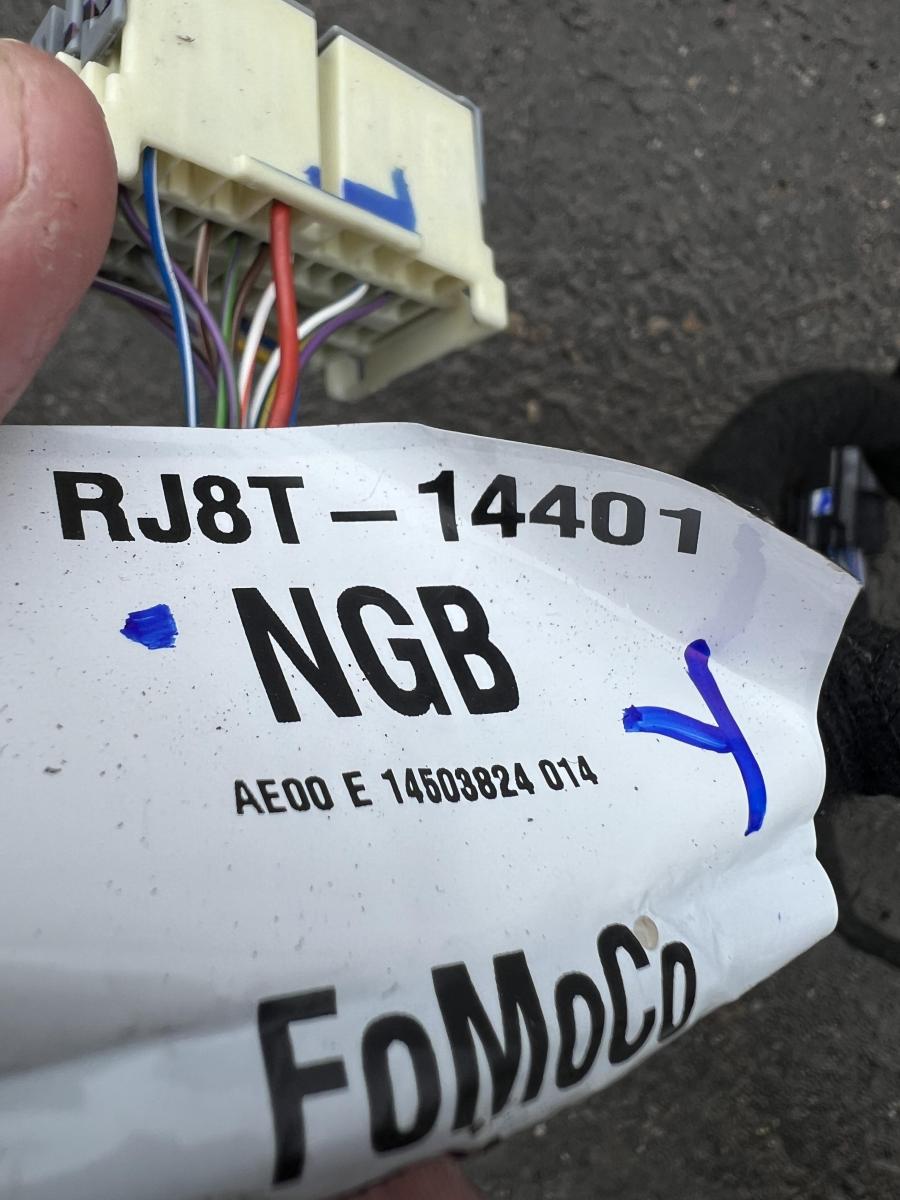 RJ8T-14401
NGB
Y
AE00 E 14503824 014
FoMoCo